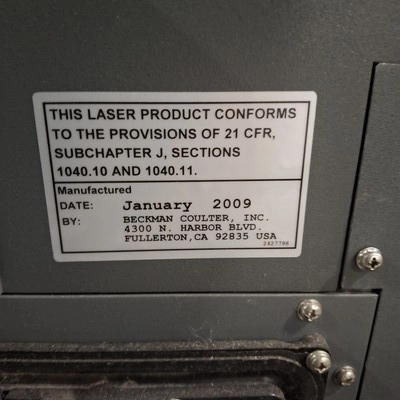 THIS LASER PRODUCT CONFORMS
TO THE PROVISIONS OF 21 CFR,
SUBCHAPTER J, SECTIONS
1040.10 AND 1040.11.
Manufactured
DATE: January 2009
BY: BECKMAN COULTER, INC.
4300 N. HARBOR BLVD.
FULLERTON,CA 92835 USA
2427798